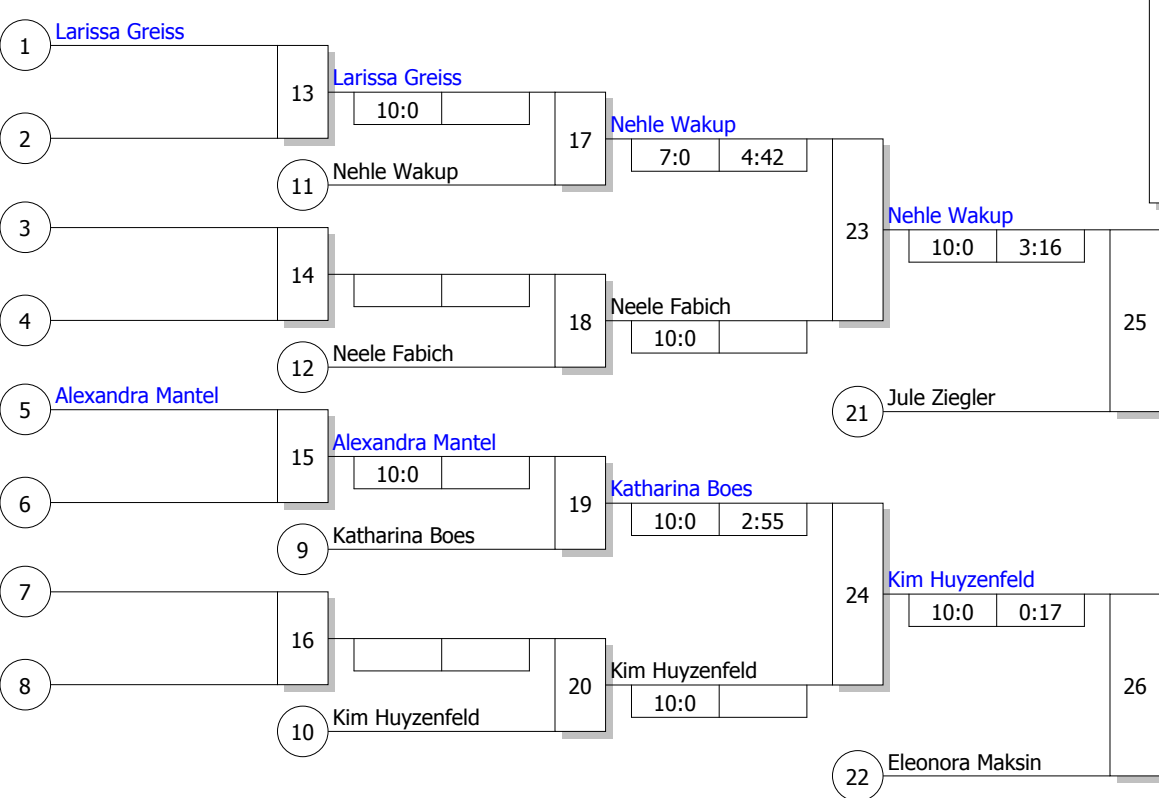 1 Larissa Greiss
13 Larissa Greiss
10:0
2
17 Nehle Wakup
7:0 4:42
11 Nehle Wakup
3
23 Nehle Wakup
10:0 3:16
14
4
18 Neele Fabich
10:0
12 Neele Fabich
25
5 Alexandra Mantel
21 Jule Ziegler
15 Alexandra Mantel
10:0
6
19 Katharina Boes
10:0 2:55
9 Katharina Boes
7
24 Kim Huyzenfeld
10:0 0:17
16
8
20 Kim Huyzenfeld
10:0
10 Kim Huyzenfeld
26
22 Eleonora Maksin